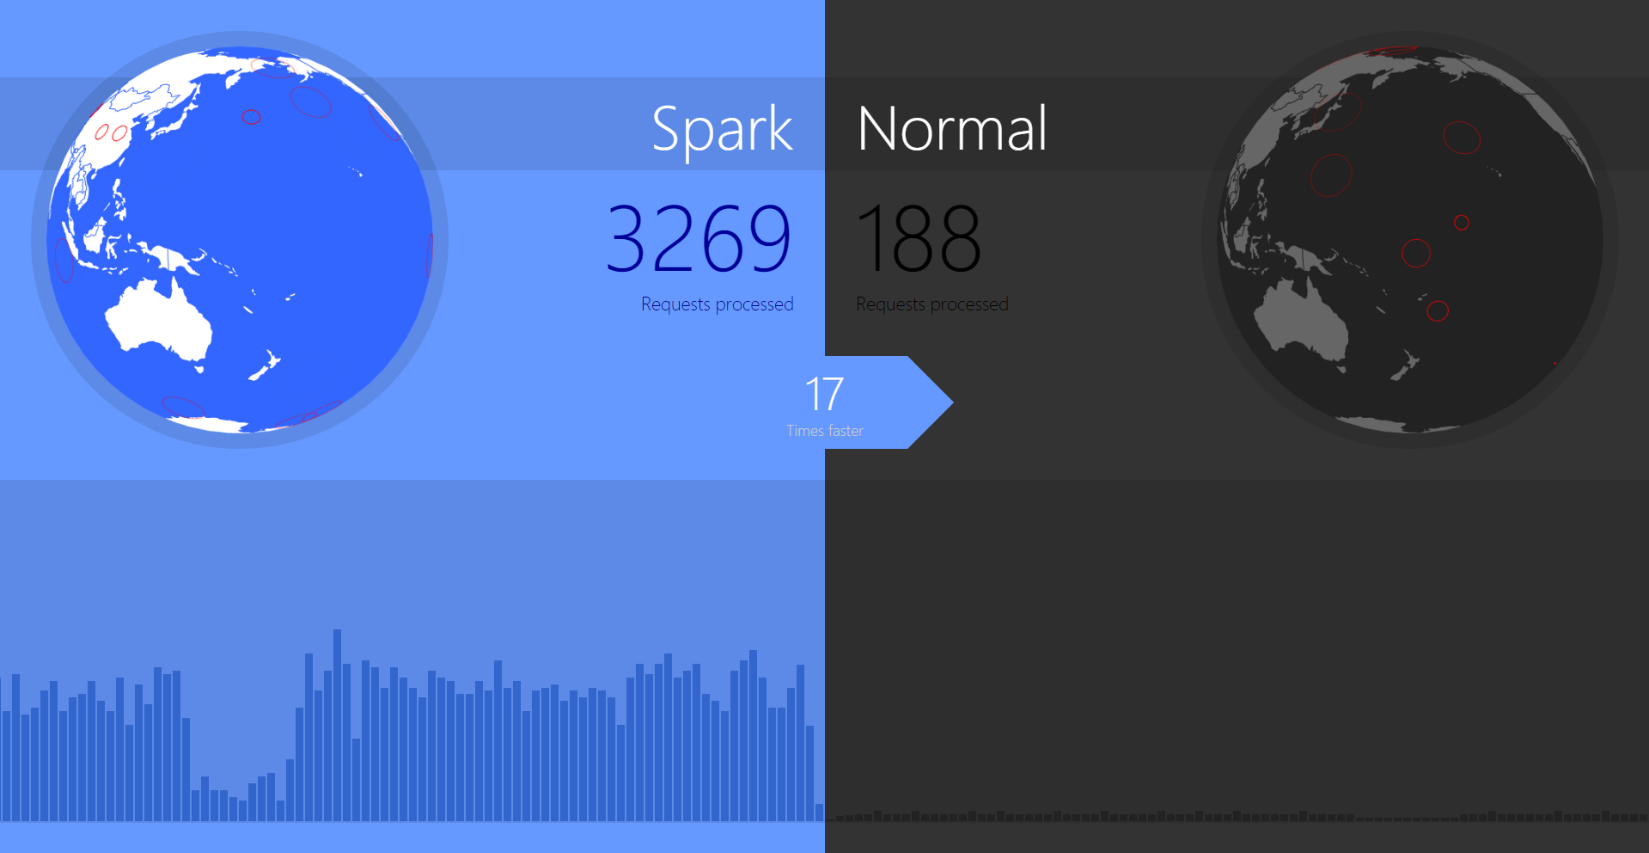 Spark
3269
Requests processed
Normal
188
Requests processed
17
Times faster